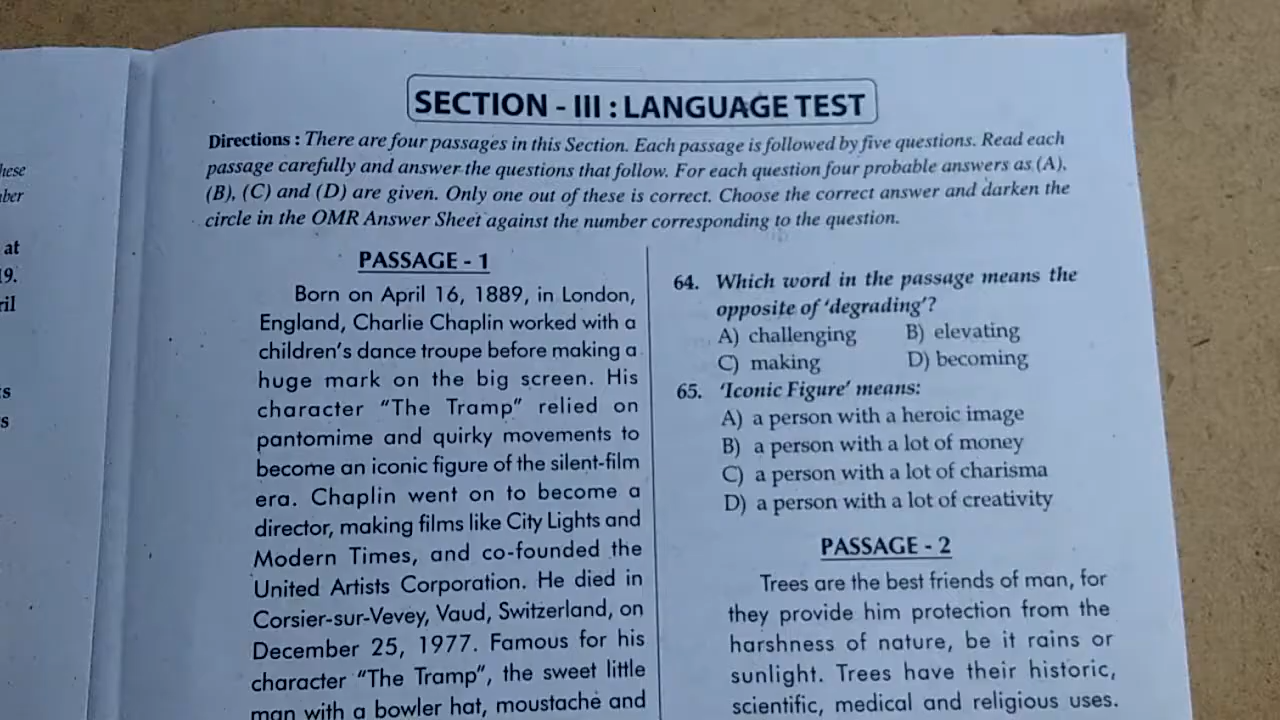 hese
ber
at
19.
ril
s
s
SECTION - III : LANGUAGE TEST
Directions : There are four passages in this Section. Each passage is followed by five questions. Read each
passage carefully and answer the questions that follow. For each question four probable answers as (A),
(B), (C) and (D) are given. Only one out of these is correct. Choose the correct answer and darken the
circle in the OMR Answer Sheet against the number corresponding to the question.
PASSAGE - 1
Born on April 16, 1889, in London,
England, Charlie Chaplin worked with a
children's dance troupe before making a
huge mark on the big screen. His
character "The Tramp" relied on
pantomime and quirky movements to
become an iconic figure of the silent-film
era. Chaplin went on to become a
director, making films like City Lights and
Modern Times, and co-founded the
United Artists Corporation. He died in
Corsier-sur-Vevey, Vaud, Switzerland, on
December 25, 1977. Famous for his
character "The Tramp", the sweet little
man with a bowler hat, moustache and
64. Which word in the passage means the
opposite of 'degrading'?
A) challenging B) elevating
C) making D) becoming
65. 'Iconic Figure' means:
A) a person with a heroic image
B) a person with a lot of money
C) a person with a lot of charisma
D) a person with a lot of creativity
PASSAGE - 2
Trees are the best friends of man, for
they provide him protection from the
harshness of nature, be it rains or
sunlight. Trees have their historic,
scientific, medical and religious uses.